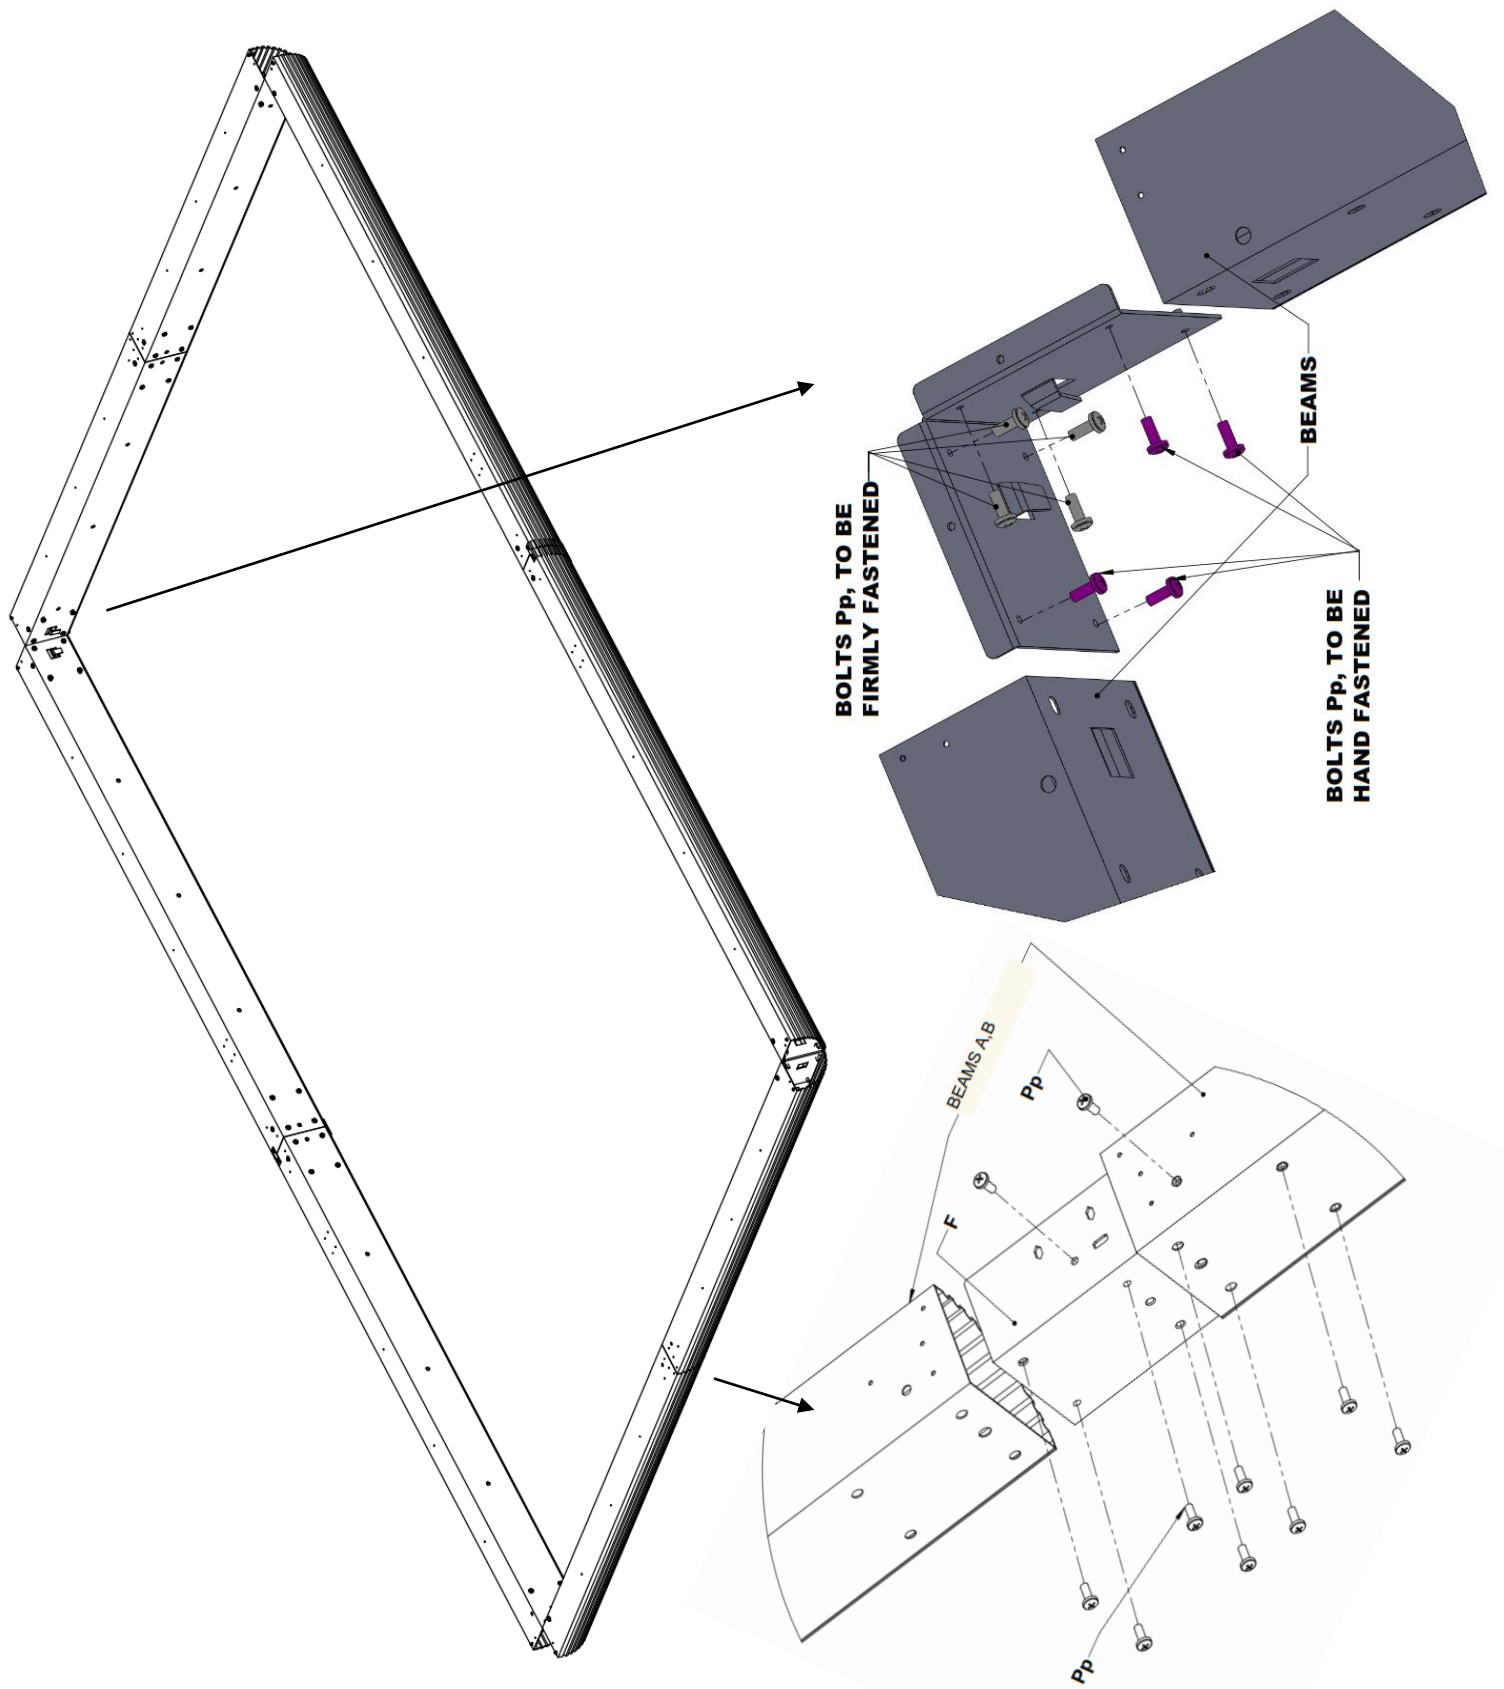 BOLTS Pp, TO BE
FIRMLY FASTENED
BEAMS
BOLTS Pp, TO BE
HAND FASTENED
BEAMS A,B
Pp
F
Pp